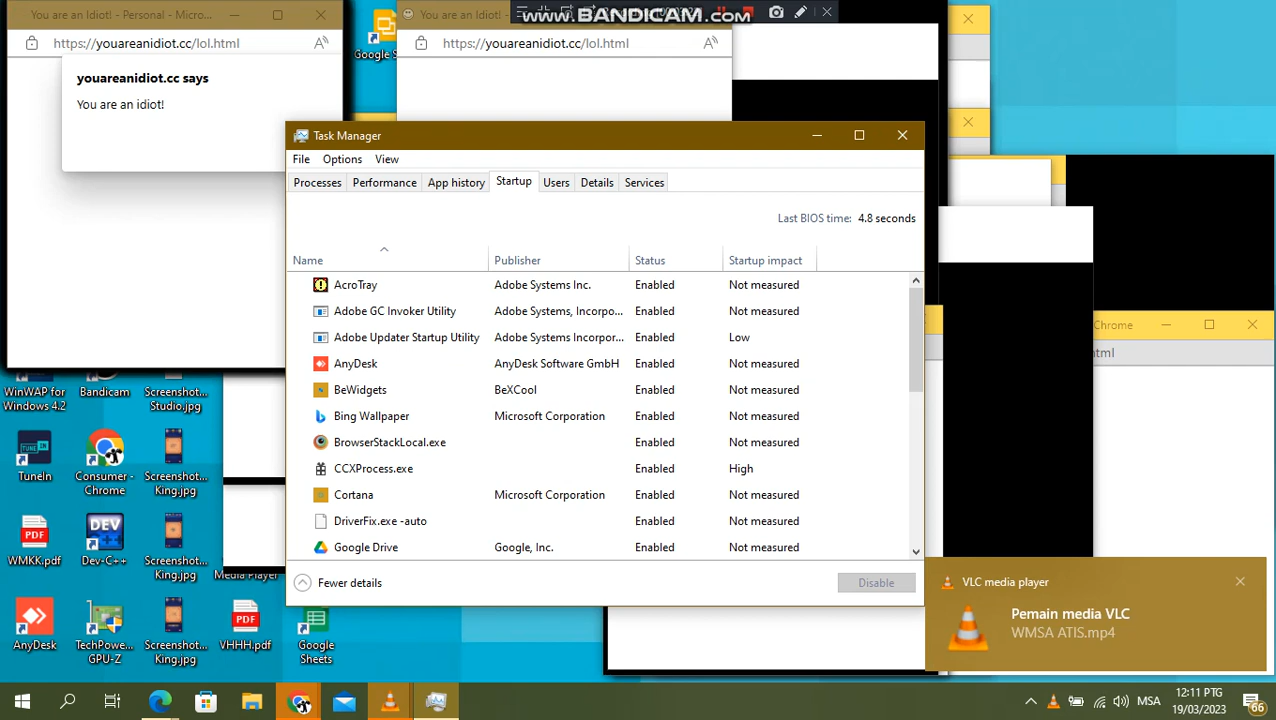 You are an Idiot! - Personal - Micro...
You are an Idiot!
www.BANDICAM.com
https://youareanidiot.cc/lol.html
https://youareanidiot.cc/lol.html
youareanidiot.cc says
You are an idiot!
Google S
Task Manager
File
Options
View
Processes
Performance
App history
Startup
Users
Details
Services
Last BIOS time: 4.8 seconds
Name Publisher Status Startup impact
AcroTray Adobe Systems Inc. Enabled Not measured
Adobe GC Invoker Utility Adobe Systems, Incorpo... Enabled Not measured
Adobe Updater Startup Utility Adobe Systems Incorpor... Enabled Low
AnyDesk AnyDesk Software GmbH Enabled Not measured
BeWidgets BeXCool Enabled Not measured
Bing Wallpaper Microsoft Corporation Enabled Not measured
BrowserStackLocal.exe Enabled Not measured
CCXProcess.exe Enabled High
Cortana Microsoft Corporation Enabled Not measured
DriverFix.exe -auto Enabled Not measured
Google Drive Google, Inc. Enabled Not measured
Fewer details
Disable
Chrome
html
WinWAP for
Windows 4.2
Bandicam
Screenshot...
Studio.jpg
TuneIn
Consumer -
Chrome
Screenshot...
King.jpg
PDF
WMKK.pdf
DEV
Dev-C++
Screenshot...
King.jpg
Media Player
AnyDesk
TechPowe...
GPU-Z
Screenshot...
King.jpg
PDF
VHHH.pdf
Google
Sheets
VLC media player
Pemain media VLC
WMSA ATIS.mp4
MSA
12:11 PTG
19/03/2023
66